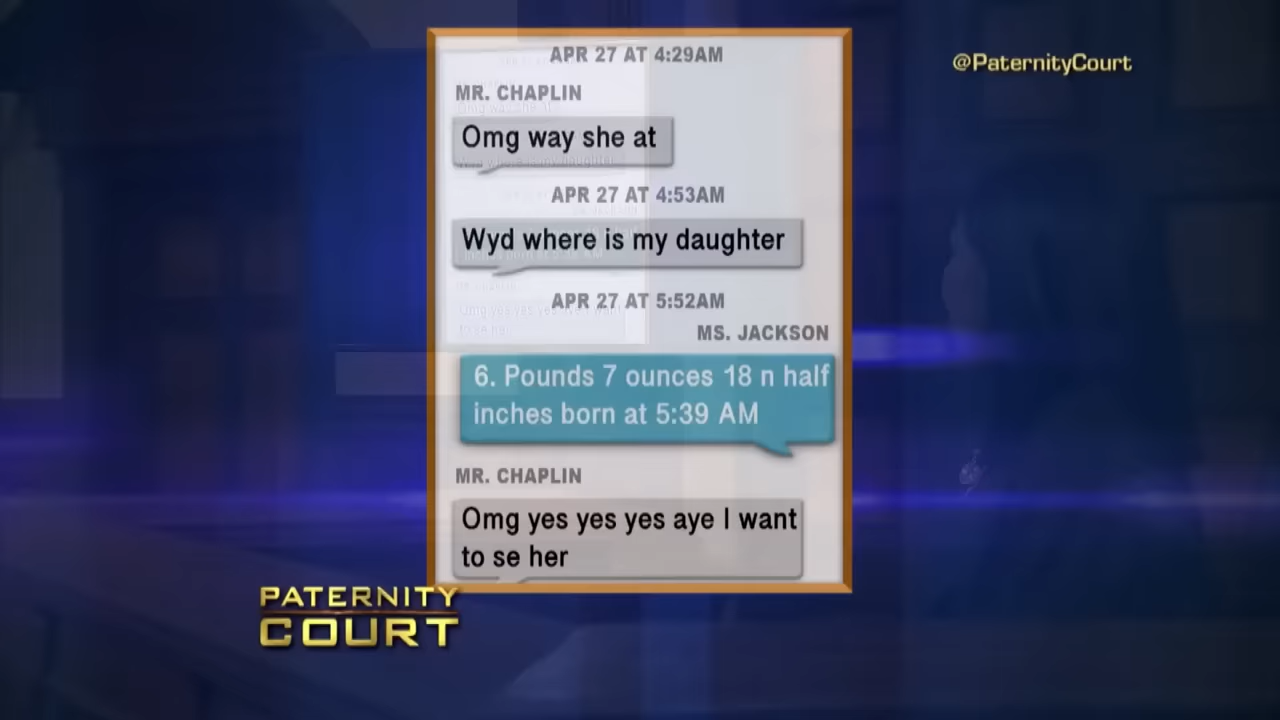 @PaternityCourt
APR 27 AT 4:29AM
MR. CHAPLIN
Omg way she at
APR 27 AT 4:53AM
Wyd where is my daughter
APR 27 AT 5:52AM
MS. JACKSON
6. Pounds 7 ounces 18 n half
inches born at 5:39 AM
MR. CHAPLIN
Omg yes yes yes aye I want
to se her
PATERNITY
COURT